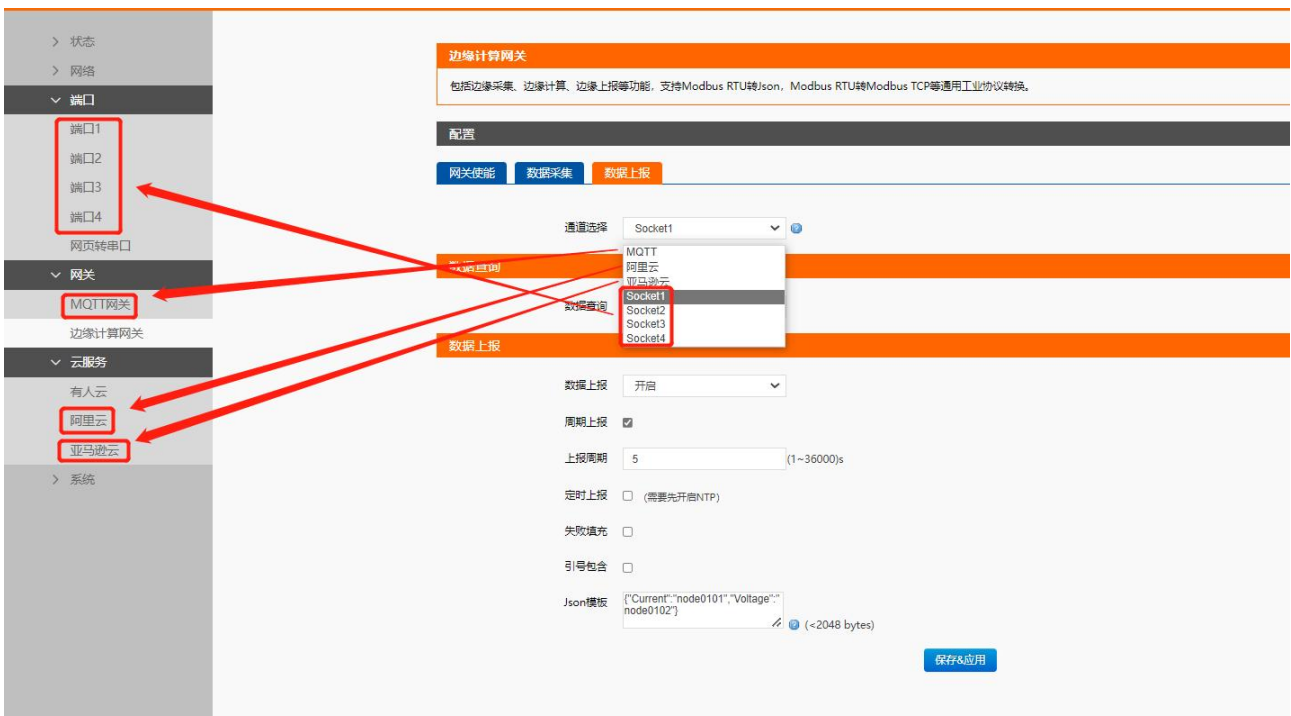 状态
网络
端口
端口1
端口2
端口3
端口4
网页转串口
网关
MQTT网关
边缘计算网关
云服务
有人云
阿里云
亚马逊云
系统
边缘计算网关
包括边缘采集、边缘计算、边缘上报等功能，支持Modbus RTU转Json，Modbus RTU转Modbus TCP等通用工业协议转换。
配置
网关使能 数据采集 数据上报
通道选择 Socket1
MQTT
阿里云
亚马逊云
Socket1
Socket2
Socket3
Socket4
数据查询
数据查询
数据上报
数据上报 开启
周期上报
上报周期 5 (1~36000)s
定时上报 (需要先开启NTP)
失败填充
引号包含
Json模板 {"Current":"node0101","Voltage":"
node0102"}
(<2048 bytes)
保存&应用